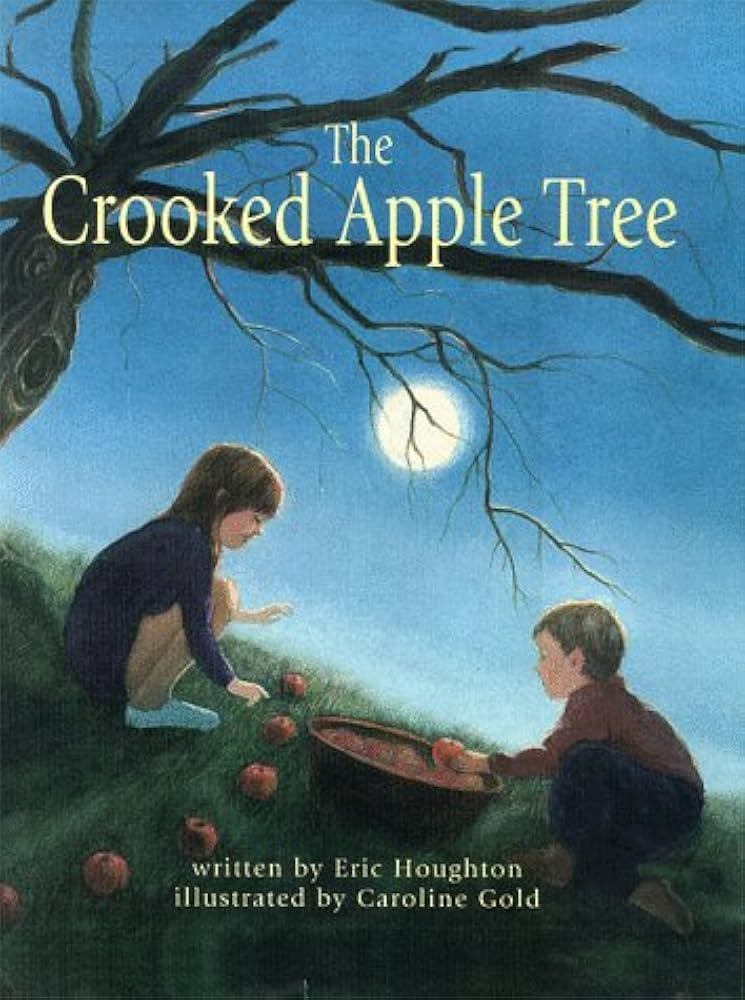 The
Crooked Apple Tree
written by Eric Houghton
illustrated by Caroline Gold